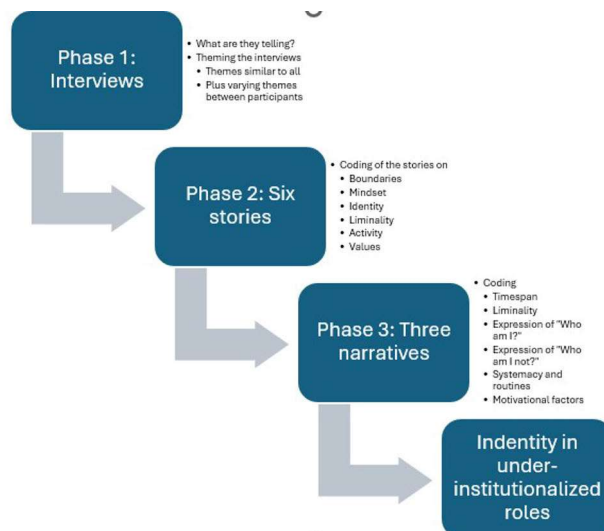 Phase 1:
Interviews
• What are they telling?
• Theming the interviews
• Themes similar to all
• Plus varying themes
between participants
Phase 2: Six
stories
• Coding of the stories on
• Boundaries
• Mindset
• Identity
• Liminality
• Activity
• Values
Phase 3: Three
narratives
• Coding
• Timespan
• Liminality
• Expression of "Who
am I?"
• Expression of "Who
am I not?"
• Systemacy and
routines
• Motivational factors
Indentity in
under-
institutionalized
roles